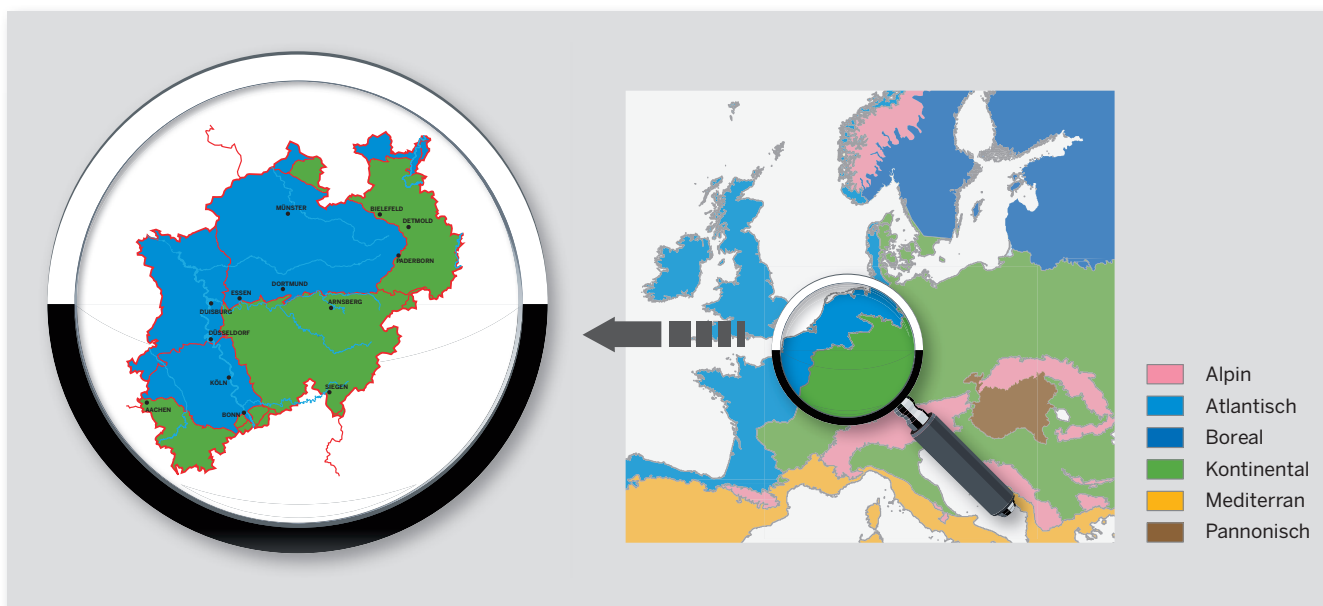 MÜNSTER
BIELEFELD
DETMOLD
PADERBORN
DORTMUND
ESSEN
ARNSBERG
DUISBURG
DÜSSELDORF
KÖLN
SIEGEN
AACHEN
BONN
Alpin
Atlantisch
Boreal
Kontinental
Mediterran
Pannonisch